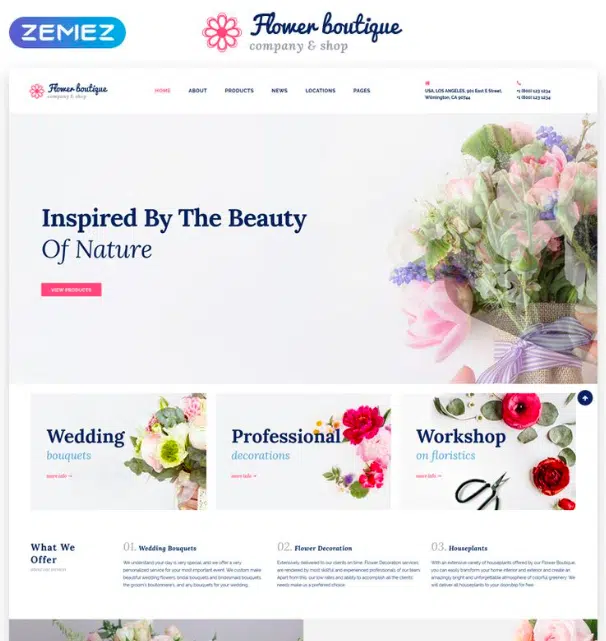 ZEMEZ
Flower boutique
company & shop
Flower boutique
company & shop
HOME ABOUT PRODUCTS NEWS LOCATIONS PAGES
USA, LOS ANGELES, 901 East E Street,
Wilmington, CA 90744
+1 (800) 123 1234
+1 (800) 123 1234
Inspired By The Beauty
Of Nature
VIEW PRODUCTS
Wedding
bouquets
more info
Professional
decorations
more info
Workshop
on floristics
more info
What We
Offer
01. Wedding Bouquets
We understand your day is very special, and we offer a very
personalized service for your most important event. We custom make
beautiful wedding flowers, bridal bouquets and bridesmaid bouquets,
the groom's boutonnieres, and any bouquets for your wedding.
02. Flower Decoration
Extensively delivered to our clients on time, Flower Decoration services
are rendered by most skilled and experienced professionals of our team.
Apart from this, our low rates and ability to accomplish all the clients
needs make us a preferred choice.
03. Houseplants
With an extensive variety of houseplants offered by our Flower Boutique,
you can easily transform your home interior and exterior and create an
amazingly bright and unforgettable atmosphere of colorful greenery. We
will deliver all houseplants to your doorstep for free